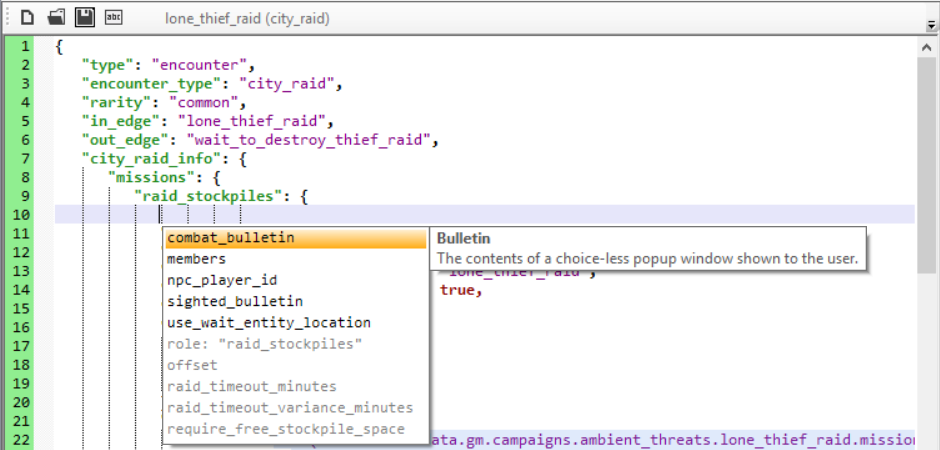 abc lone_thief_raid (city_raid)
1 {
2 "type": "encounter",
3 "encounter_type": "city_raid",
4 "rarity": "common",
5 "in_edge": "lone_thief_raid",
6 "out_edge": "wait_to_destroy_thief_raid",
7 "city_raid_info": {
8 "missions": {
9 "raid_stockpiles": {
10
11 combat_bulletin Bulletin
12 members The contents of a choice-less popup window shown to the user.
13 npc_player_id "lone_thief_raid",
14 sighted_bulletin true,
15 use_wait_entity_location
16 role: "raid_stockpiles"
17 offset
18 raid_timeout_minutes
19
20 raid_timeout_variance_minutes
21 require_free_stockpile_space
22 ata.gm.campaigns.ambient_threats.lone_thief_raid.mission